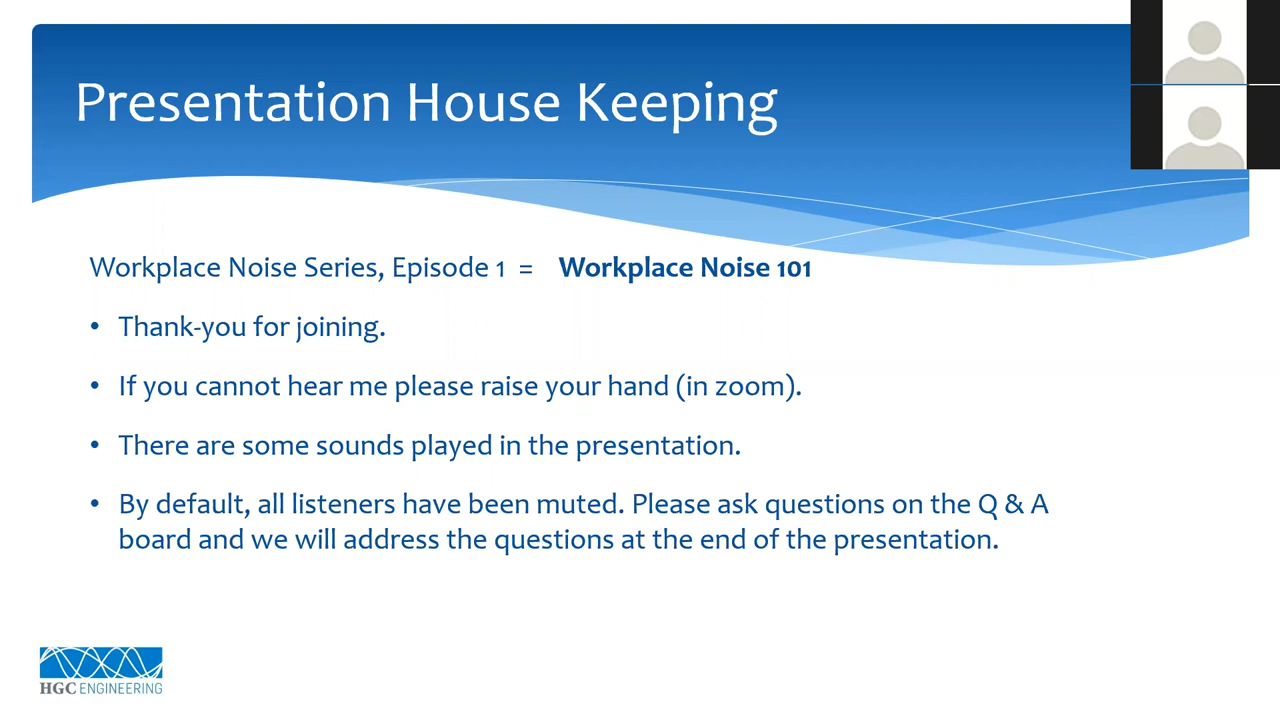 Presentation House Keeping
Workplace Noise Series, Episode 1 = Workplace Noise 101
• Thank-you for joining.
• If you cannot hear me please raise your hand (in zoom).
• There are some sounds played in the presentation.
• By default, all listeners have been muted. Please ask questions on the Q & A
board and we will address the questions at the end of the presentation.
HGC ENGINEERING